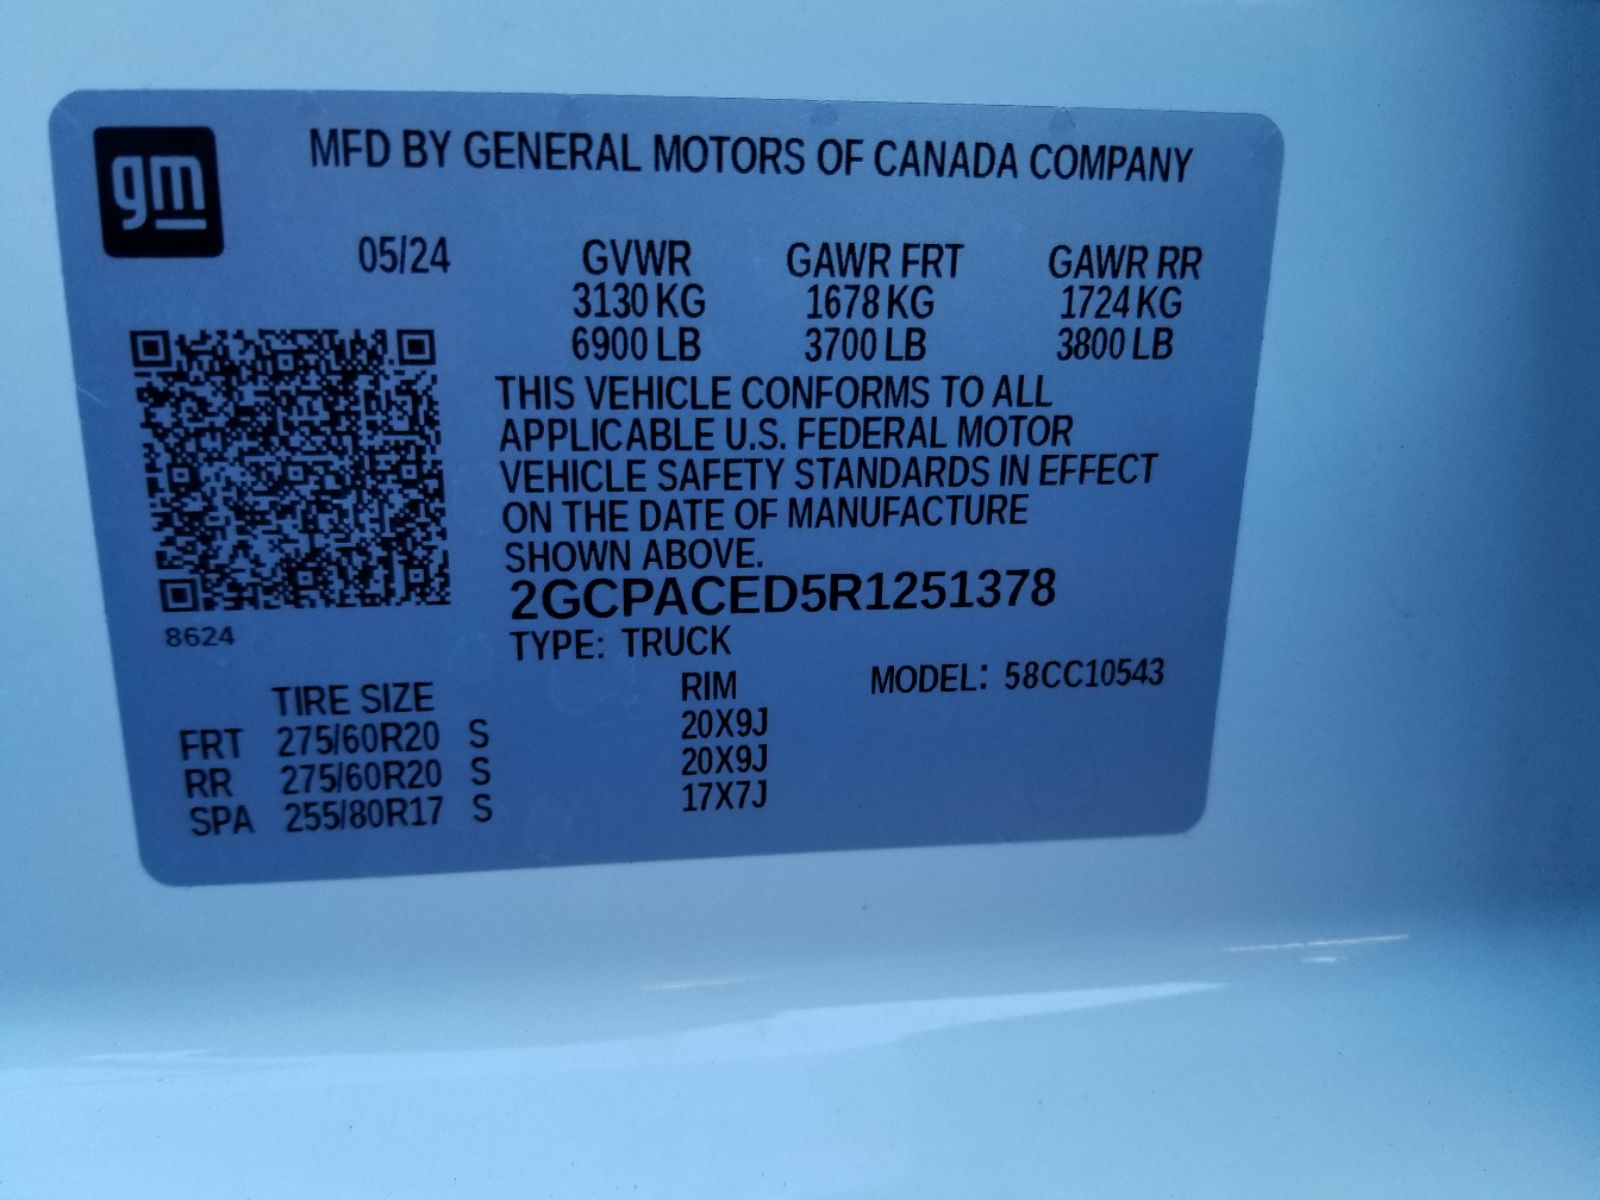 gm
MFD BY GENERAL MOTORS OF CANADA COMPANY
05/24 GVWR GAWR FRT GAWR RR
3130 KG 1678 KG 1724 KG
6900 LB 3700 LB 3800 LB
THIS VEHICLE CONFORMS TO ALL
APPLICABLE U.S. FEDERAL MOTOR
VEHICLE SAFETY STANDARDS IN EFFECT
ON THE DATE OF MANUFACTURE
SHOWN ABOVE.
2GCPACED5R1251378
8624
TYPE: TRUCK
TIRE SIZE RIM MODEL: 58CC10543
FRT 275/60R20 S 20X9J
RR 275/60R20 S 20X9J
SPA 255/80R17 S 17X7J